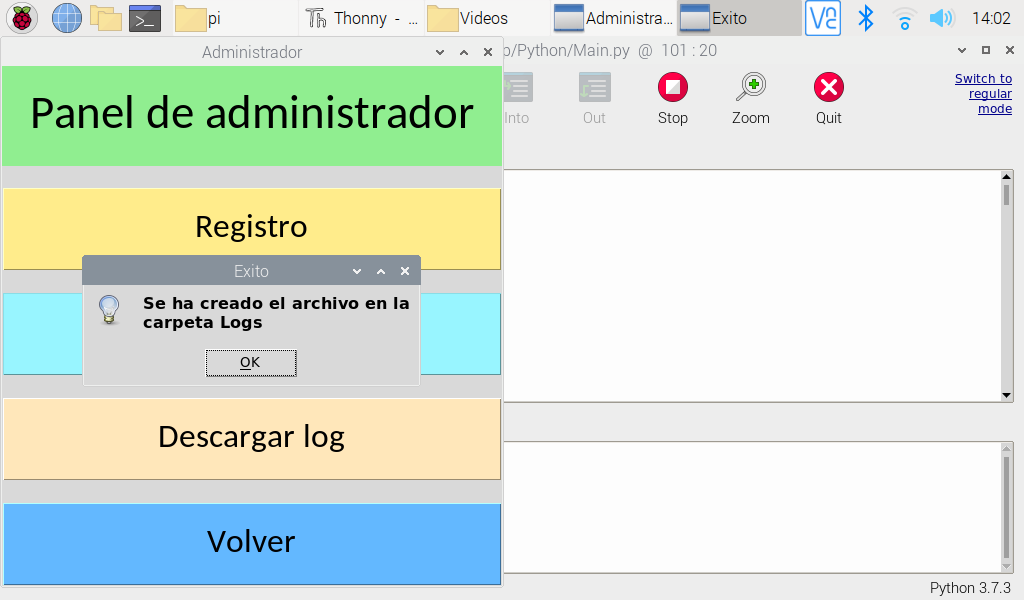 pi
Thonny - ...
Videos
Administra...
Exito
14:02
Administrador
o/Python/Main.py @ 101 : 20
Panel de administrador
Into
Out
Stop
Zoom
Quit
Switch to
regular
mode
Registro
Exito
Se ha creado el archivo en la
carpeta Logs
OK
Descargar log
Volver
Python 3.7.3